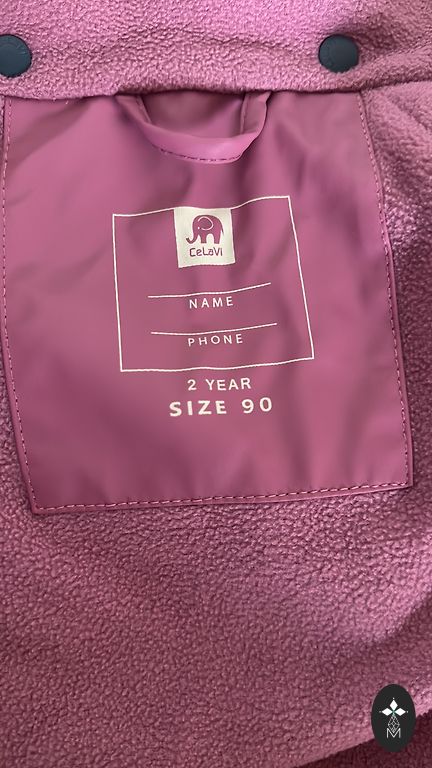 CeLaVi
NAME
PHONE
2 YEAR
SIZE 90